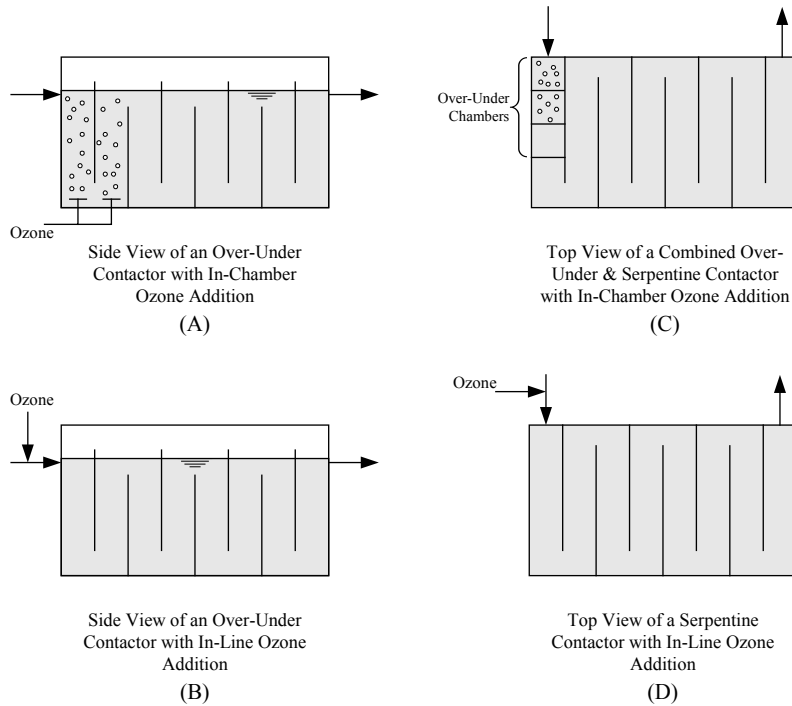 Ozone
Side View of an Over-Under
Contactor with In-Chamber
Ozone Addition
(A)
Over-Under
Chambers
Top View of a Combined Over-
Under & Serpentine Contactor
with In-Chamber Ozone Addition
(C)
Ozone
Side View of an Over-Under
Contactor with In-Line Ozone
Addition
(B)
Ozone
Top View of a Serpentine
Contactor with In-Line Ozone
Addition
(D)